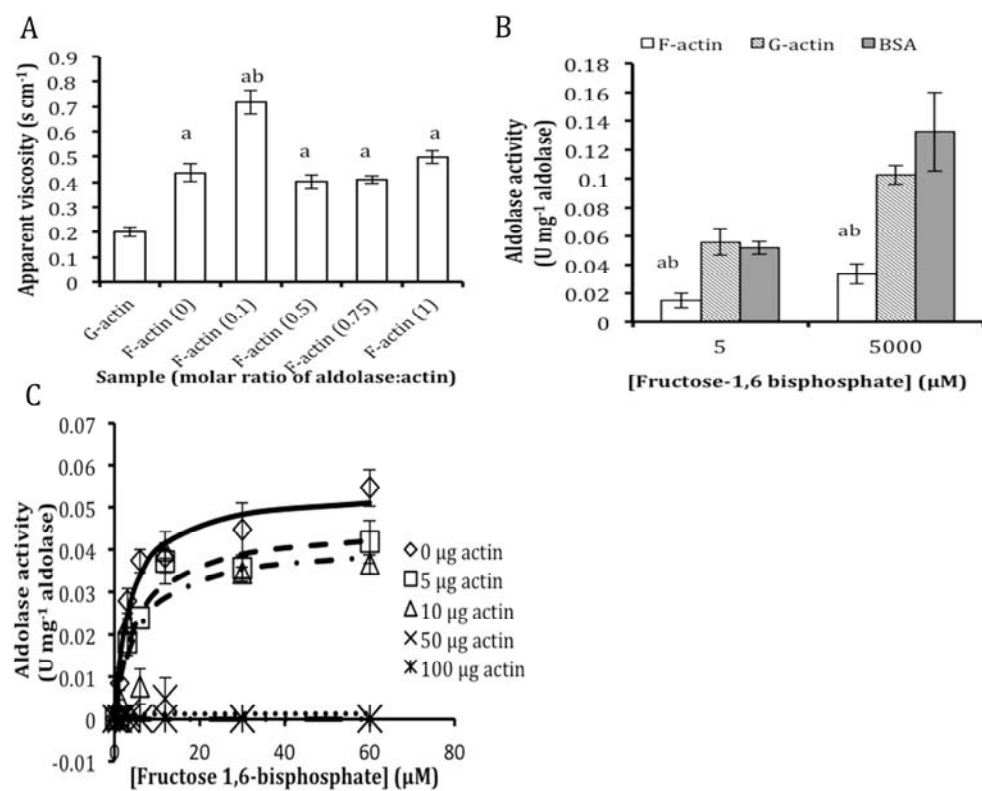 A
Apparent viscosity (s cm⁻¹)
0.9
0.8
0.7
0.6
0.5
0.4
0.3
0.2
0.1
0
a
ab
a
a
a
G-actin
F-actin (0)
F-actin (0.1)
F-actin (0.5)
F-actin (0.75)
F-actin (1)
Sample (molar ratio of aldolase:actin)
B
F-actin
G-actin
BSA
Aldolase activity
(U mg⁻¹ aldolase)
0.18
0.16
0.14
0.12
0.1
0.08
0.06
0.04
0.02
0
ab
ab
5
5000
[Fructose-1,6 bisphosphate] (μM)
C
Aldolase activity
(U mg⁻¹ aldolase)
0.07
0.06
0.05
0.04
0.03
0.02
0.01
0
-0.01
0
20
40
60
80
[Fructose 1,6-bisphosphate] (μM)
0 μg actin
5 μg actin
10 μg actin
50 μg actin
100 μg actin